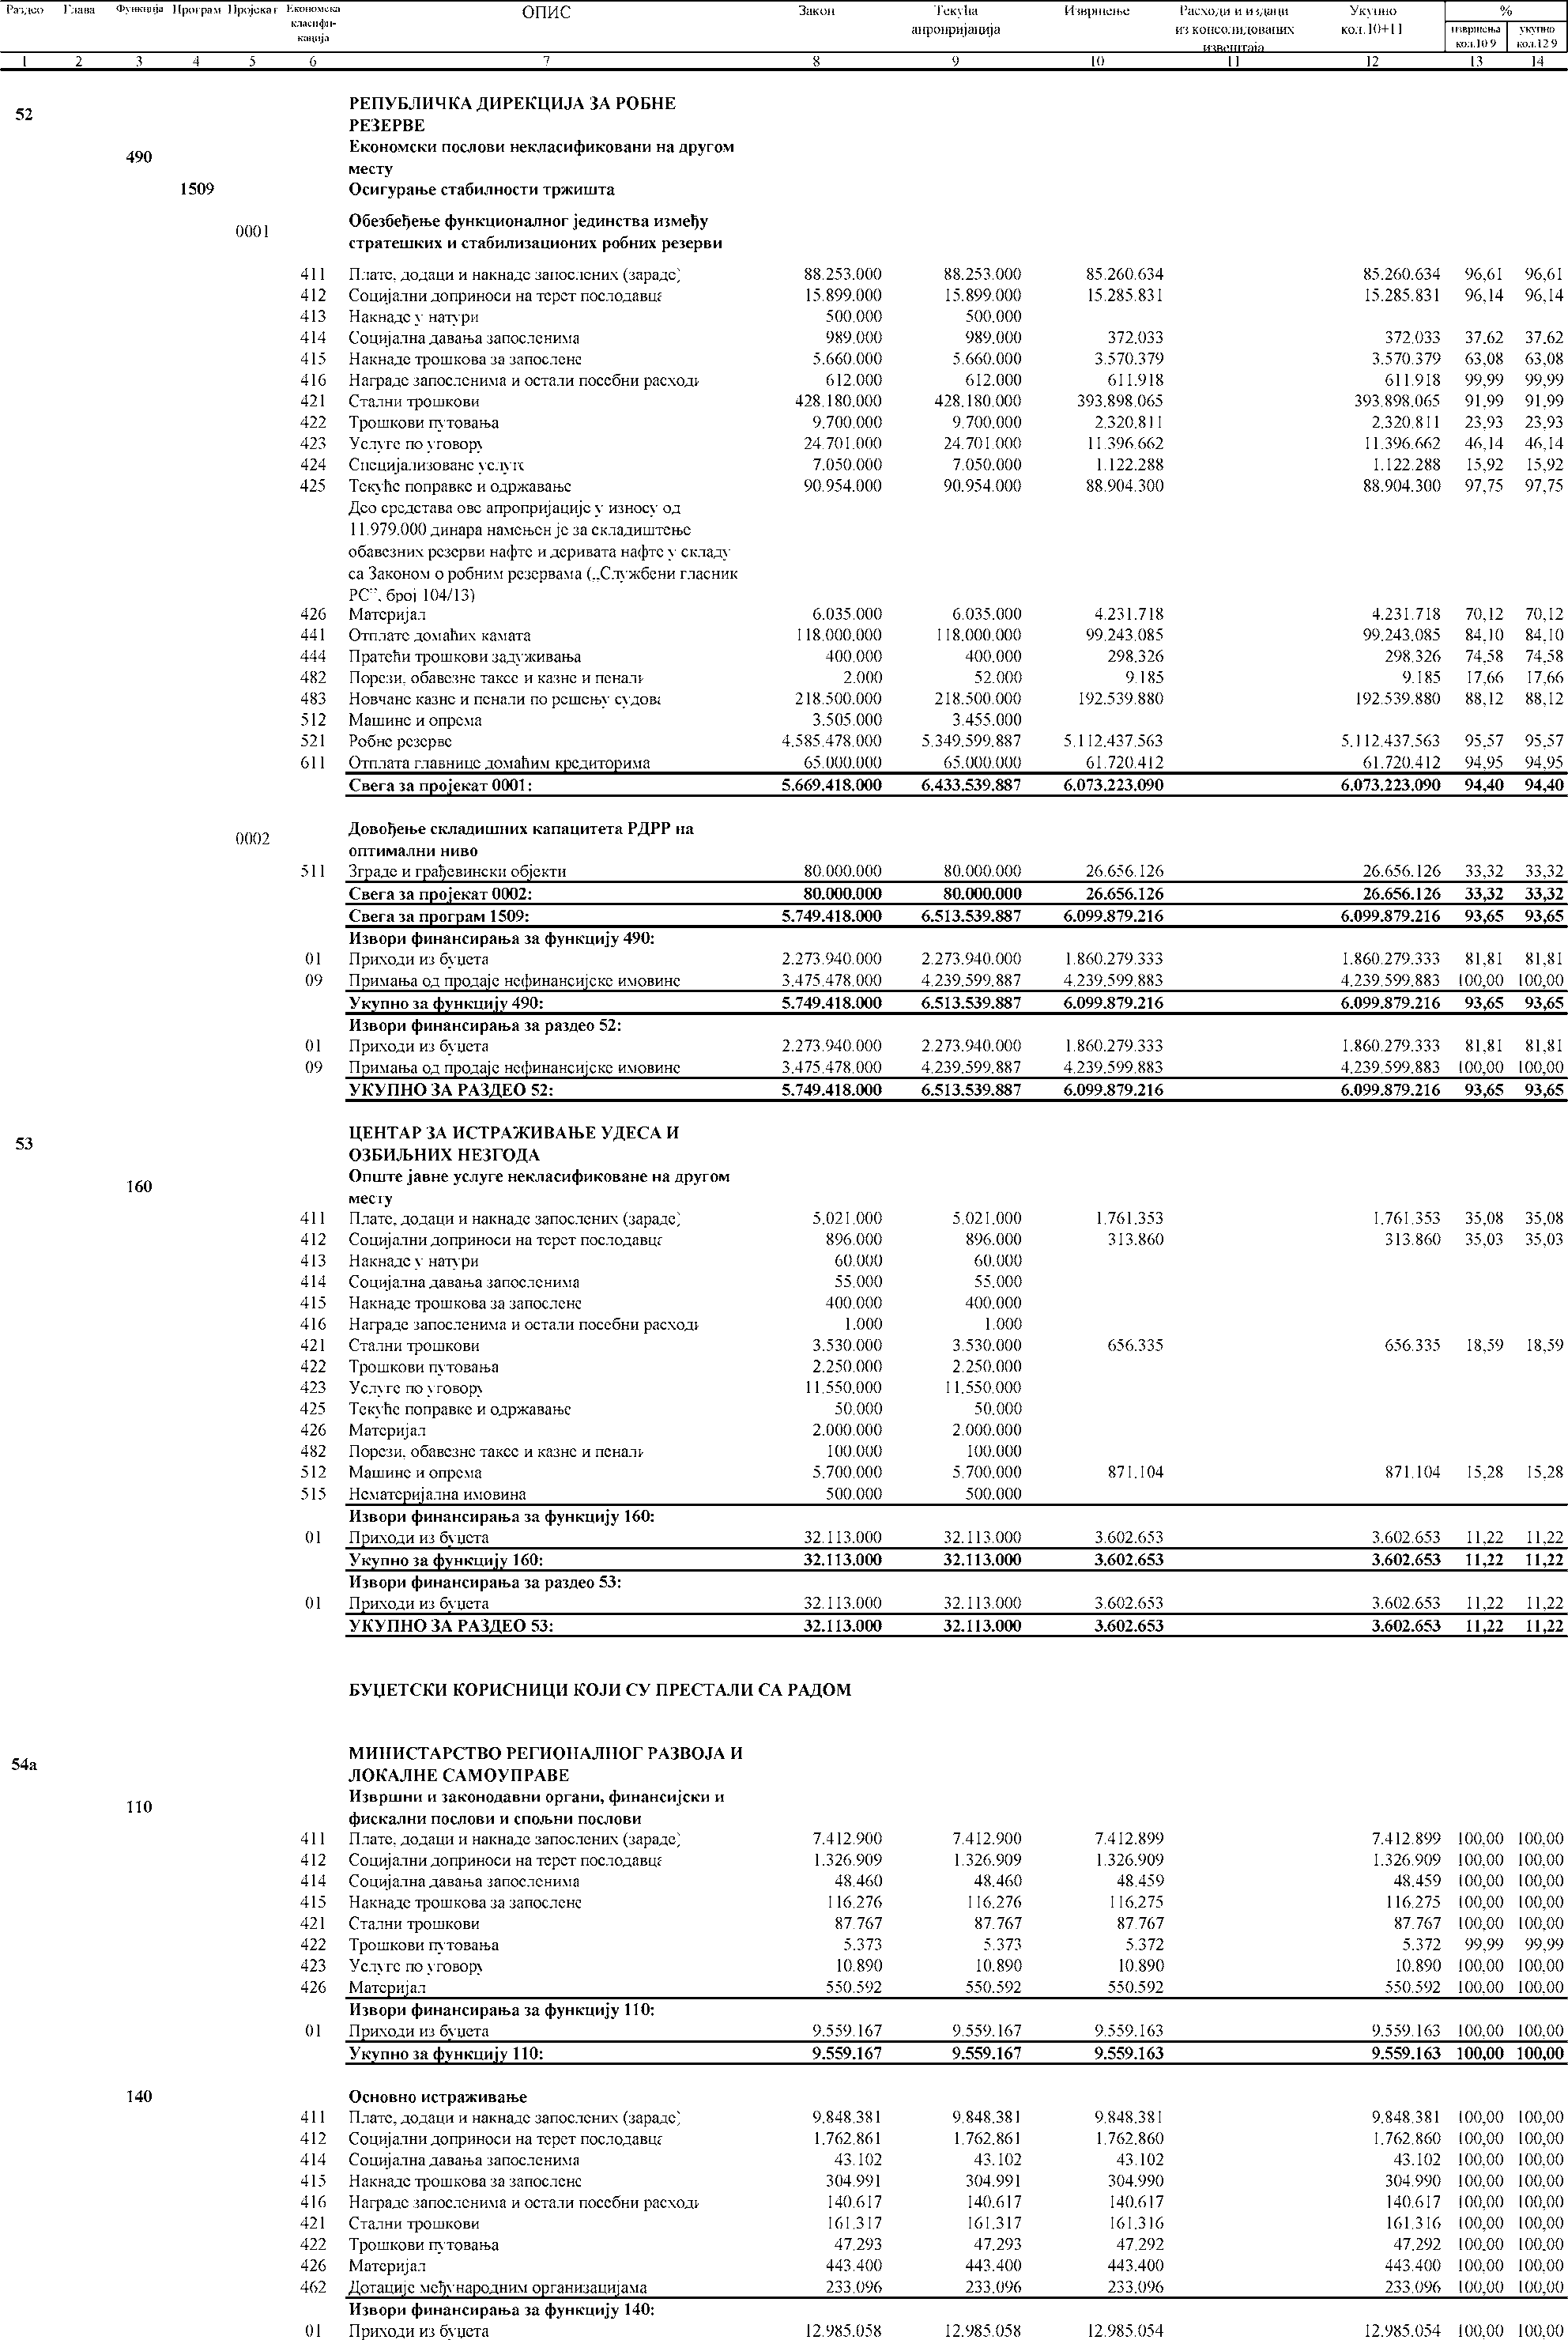 Раздео Глава Функција Програм Пројекат Економска класифи-кација ОПИС Закон Текућа апропријација Извршење Расходи и издаци из консолидованих извештаја Укупно кол.10+11 % извршења кол.10 9 укупно кол.12 9
1 2 3 4 5 6 7 8 9 10 11 12 13 14
52 РЕПУБЛИЧКА ДИРЕКЦИЈА ЗА РОБНЕ
РЕЗЕРВЕ
490 Економски послови некласификовани на другом
месту
1509 Осигурање стабилности тржишта
0001 Обезбеђење функционалног јединства између
стратешких и стабилизационих робних резерви
411 Плате, додаци и накнаде запослених (зараде) 88.253.000 88.253.000 85.260.634 85.260.634 96,61 96,61
412 Социјални доприноси на терет послодавца 15.899.000 15.899.000 15.285.831 15.285.831 96,14 96,14
413 Накнаде у натури 500.000 500.000
414 Социјална давања запосленима 989.000 989.000 372.033 372.033 37,62 37,62
415 Накнаде трошкова за запослене 5.660.000 5.660.000 3.570.379 3.570.379 63,08 63,08
416 Награде запосленима и остали посебни расходи 612.000 612.000 611.918 611.918 99,99 99,99
421 Стални трошкови 428.180.000 428.180.000 393.898.065 393.898.065 91,99 91,99
422 Трошкови путовања 9.700.000 9.700.000 2.320.811 2.320.811 23,93 23,93
423 Услуге по уговору 24.701.000 24.701.000 11.396.662 11.396.662 46,14 46,14
424 Специјализоване услуге 7.050.000 7.050.000 1.122.288 1.122.288 15,92 15,92
425 Текуће поправке и одржавање 90.954.000 90.954.000 88.904.300 88.904.300 97,75 97,75
Део средстава ове апропријације у износу од
11.979.000 динара намењен је за складиштење
обавезних резерви нафте и деривата нафте у складу
са Законом о робним резервама („Службени гласник
РС”, број 104/13)
426 Материјал 6.035.000 6.035.000 4.231.718 4.231.718 70,12 70,12
441 Отплате домаћих камата 118.000.000 118.000.000 99.243.085 99.243.085 84,10 84,10
444 Пратећи трошкови задуживања 400.000 400.000 298.326 298.326 74,58 74,58
482 Порези, обавезне таксе и казне и пенали 2.000 52.000 9.185 9.185 17,66 17,66
483 Новчане казне и пенали по решењу судова 218.500.000 218.500.000 192.539.880 192.539.880 88,12 88,12
512 Машине и опрема 3.505.000 3.455.000
521 Робне резерве 4.585.478.000 5.349.599.887 5.112.437.563 5.112.437.563 95,57 95,57
611 Отплата главнице домаћим кредиторима 65.000.000 65.000.000 61.720.412 61.720.412 94,95 94,95
Свега за пројекат 0001: 5.669.418.000 6.433.539.887 6.073.223.090 6.073.223.090 94,40 94,40
0002 Довођење складишних капацитета РДРР на
оптимални ниво
511 Зграде и грађевински објекти 80.000.000 80.000.000 26.656.126 26.656.126 33,32 33,32
Свега за пројекат 0002: 80.000.000 80.000.000 26.656.126 26.656.126 33,32 33,32
Свега за програм 1509: 5.749.418.000 6.513.539.887 6.099.879.216 6.099.879.216 93,65 93,65
Извори финансирања за функцију 490:
01 Приходи из буџета 2.273.940.000 2.273.940.000 1.860.279.333 1.860.279.333 81,81 81,81
09 Примања од продаје нефинансијске имовине 3.475.478.000 4.239.599.887 4.239.599.883 4.239.599.883 100,00 100,00
Укупно за функцију 490: 5.749.418.000 6.513.539.887 6.099.879.216 6.099.879.216 93,65 93,65
Извори финансирања за раздео 52:
01 Приходи из буџета 2.273.940.000 2.273.940.000 1.860.279.333 1.860.279.333 81,81 81,81
09 Примања од продаје нефинансијске имовине 3.475.478.000 4.239.599.887 4.239.599.883 4.239.599.883 100,00 100,00
УКУПНО ЗА РАЗДЕО 52: 5.749.418.000 6.513.539.887 6.099.879.216 6.099.879.216 93,65 93,65
53 ЦЕНТАР ЗА ИСТРАЖИВАЊЕ УДЕСА И
ОЗБИЉНИХ НЕЗГОДА
160 Опште јавне услуге некласификоване на другом
месту
411 Плате, додаци и накнаде запослених (зараде) 5.021.000 5.021.000 1.761.353 1.761.353 35,08 35,08
412 Социјални доприноси на терет послодавца 896.000 896.000 313.860 313.860 35,03 35,03
413 Накнаде у натури 60.000 60.000
414 Социјална давања запосленима 55.000 55.000
415 Накнаде трошкова за запослене 400.000 400.000
416 Награде запосленима и остали посебни расходи 1.000 1.000
421 Стални трошкови 3.530.000 3.530.000 656.335 656.335 18,59 18,59
422 Трошкови путовања 2.250.000 2.250.000
423 Услуге по уговору 11.550.000 11.550.000
425 Текуће поправке и одржавање 50.000 50.000
426 Материјал 2.000.000 2.000.000
482 Порези, обавезне таксе и казне и пенали 100.000 100.000
512 Машине и опрема 5.700.000 5.700.000 871.104 871.104 15,28 15,28
515 Нематеријална имовина 500.000 500.000
Извори финансирања за функцију 160:
01 Приходи из буџета 32.113.000 32.113.000 3.602.653 3.602.653 11,22 11,22
Укупно за функцију 160: 32.113.000 32.113.000 3.602.653 3.602.653 11,22 11,22
Извори финансирања за раздео 53:
01 Приходи из буџета 32.113.000 32.113.000 3.602.653 3.602.653 11,22 11,22
УКУПНО ЗА РАЗДЕО 53: 32.113.000 32.113.000 3.602.653 3.602.653 11,22 11,22
БУЏЕТСКИ КОРИСНИЦИ КОЈИ СУ ПРЕСТАЛИ СА РАДОМ
54а МИНИСТАРСТВО РЕГИОНАЛНОГ РАЗВОЈА И
ЛОКАЛНЕ САМОУПРАВЕ
110 Извршни и законодавни органи, финансијски и
фискални послови и спољни послови
411 Плате, додаци и накнаде запослених (зараде) 7.412.900 7.412.900 7.412.899 7.412.899 100,00 100,00
412 Социјални доприноси на терет послодавца 1.326.909 1.326.909 1.326.909 1.326.909 100,00 100,00
414 Социјална давања запосленима 48.460 48.460 48.459 48.459 100,00 100,00
415 Накнаде трошкова за запослене 116.276 116.276 116.275 116.275 100,00 100,00
421 Стални трошкови 87.767 87.767 87.767 87.767 100,00 100,00
422 Трошкови путовања 5.373 5.373 5.372 5.372 99,99 99,99
423 Услуге по уговору 10.890 10.890 10.890 10.890 100,00 100,00
426 Материјал 550.592 550.592 550.592 550.592 100,00 100,00
Извори финансирања за функцију 110:
01 Приходи из буџета 9.559.167 9.559.167 9.559.163 9.559.163 100,00 100,00
Укупно за функцију 110: 9.559.167 9.559.167 9.559.163 9.559.163 100,00 100,00
140 Основно истраживање
411 Плате, додаци и накнаде запослених (зараде) 9.848.381 9.848.381 9.848.381 9.848.381 100,00 100,00
412 Социјални доприноси на терет послодавца 1.762.861 1.762.861 1.762.860 1.762.860 100,00 100,00
414 Социјална давања запосленима 43.102 43.102 43.102 43.102 100,00 100,00
415 Накнаде трошкова за запослене 304.991 304.991 304.990 304.990 100,00 100,00
416 Награде запосленима и остали посебни расходи 140.617 140.617 140.617 140.617 100,00 100,00
421 Стални трошкови 161.317 161.317 161.316 161.316 100,00 100,00
422 Трошкови путовања 47.293 47.293 47.292 47.292 100,00 100,00
426 Материјал 443.400 443.400 443.400 443.400 100,00 100,00
462 Дотације међународним организацијама 233.096 233.096 233.096 233.096 100,00 100,00
Извори финансирања за функцију 140:
01 Приходи из буџета 12.985.058 12.985.058 12.985.054 12.985.054 100,00 100,00